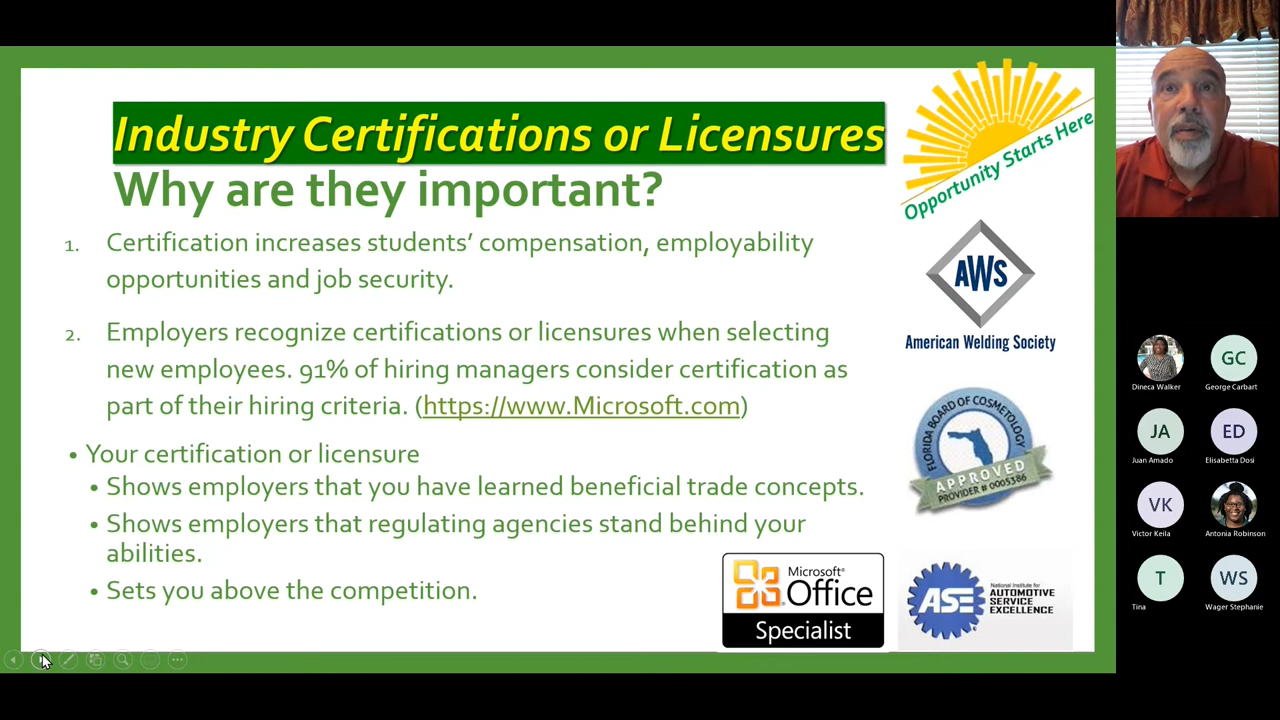 Industry Certifications or Licensures
Why are they important?
1. Certification increases students’ compensation, employability
opportunities and job security.
2. Employers recognize certifications or licensures when selecting
new employees. 91% of hiring managers consider certification as
part of their hiring criteria. (https://www.Microsoft.com)
• Your certification or licensure
• Shows employers that you have learned beneficial trade concepts.
• Shows employers that regulating agencies stand behind your
abilities.
• Sets you above the competition.
Opportunity Starts Here
AWS
American Welding Society
FLORIDA BOARD OF COSMETOLOGY
APPROVED
PROVIDER # 0005386
Microsoft®
Office
Specialist
ASE
National Institute for
AUTOMOTIVE
SERVICE
EXCELLENCE
Dineca Walker
GC
George Carbart
JA
Juan Amado
ED
Elisabetta Dosi
VK
Victor Keila
Antonia Robinson
T
Tina
WS
Wager Stephanie